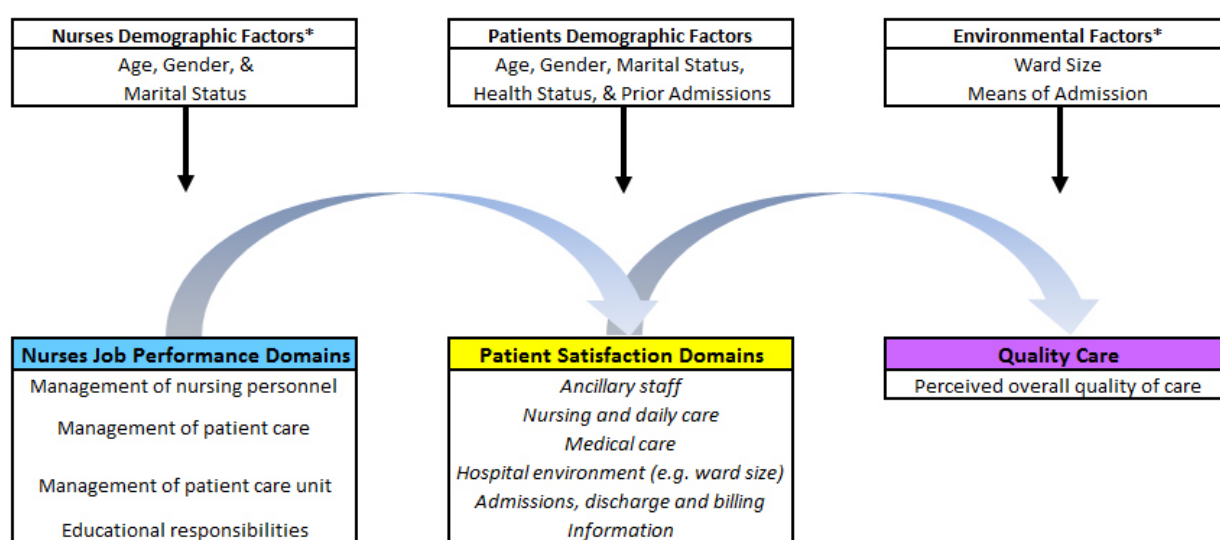 Nurses Demographic Factors*
Age, Gender, &
Marital Status
Patients Demographic Factors
Age, Gender, Marital Status,
Health Status, & Prior Admissions
Environmental Factors*
Ward Size
Means of Admission
Nurses Job Performance Domains
Management of nursing personnel
Management of patient care
Management of patient care unit
Educational responsibilities
Patient Satisfaction Domains
Ancillary staff
Nursing and daily care
Medical care
Hospital environment (e.g. ward size)
Admissions, discharge and billing
Information
Quality Care
Perceived overall quality of care